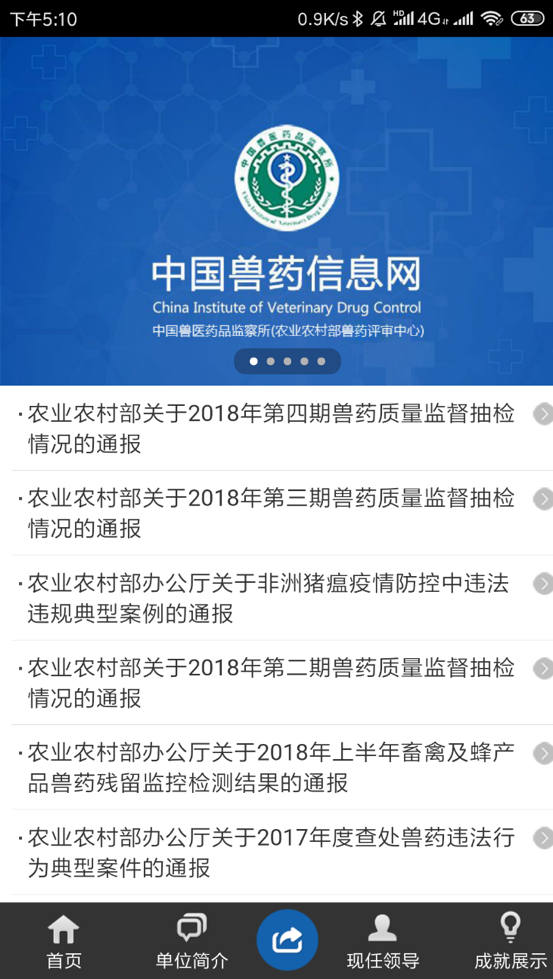 下午5:10 0.9K/s HD 4G 63
中国兽医药品监察所
China Institute of Veterinary Drug Control
中国兽药信息网
China Institute of Veterinary Drug Control
中国兽医药品监察所(农业农村部兽药评审中心)
·农业农村部关于2018年第四期兽药质量监督抽检
情况的通报
·农业农村部关于2018年第三期兽药质量监督抽检
情况的通报
·农业农村部办公厅关于非洲猪瘟疫情防控中违法
违规典型案例的通报
·农业农村部关于2018年第二期兽药质量监督抽检
情况的通报
·农业农村部办公厅关于2018年上半年畜禽及蜂产
品兽药残留监控检测结果的通报
·农业农村部办公厅关于2017年度查处兽药违法行
为典型案件的通报
首页 单位简介 现任领导 成就展示